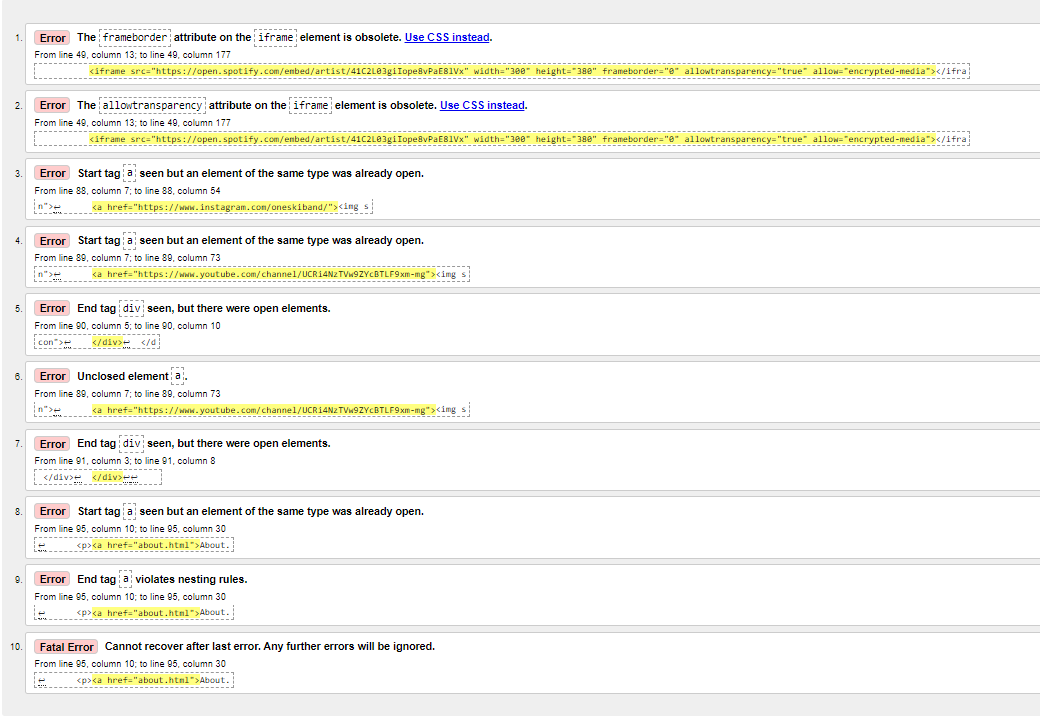 1. Error The frameborder attribute on the iframe element is obsolete. Use CSS instead.
From line 49, column 13; to line 49, column 177
<iframe src="https://open.spotify.com/embed/artist/41C2L03giIope8vPaE8lVx" width="300" height="380" frameborder="0" allowtransparency="true" allow="encrypted-media"></ifra
2. Error The allowtransparency attribute on the iframe element is obsolete. Use CSS instead.
From line 49, column 13; to line 49, column 177
<iframe src="https://open.spotify.com/embed/artist/41C2L03giIope8vPaE8lVx" width="300" height="380" frameborder="0" allowtransparency="true" allow="encrypted-media"></ifra
3. Error Start tag a seen but an element of the same type was already open.
From line 88, column 7; to line 88, column 54
n">↩ <a href="https://www.instagram.com/oneskiband/"><img s
4. Error Start tag a seen but an element of the same type was already open.
From line 89, column 7; to line 89, column 73
n">↩ <a href="https://www.youtube.com/channel/UCRi4NzTVw9ZYcBTLF9xm-mg"><img s
5. Error End tag div seen, but there were open elements.
From line 90, column 5; to line 90, column 10
con">↩ </div>↩ </d
6. Error Unclosed element a.
From line 89, column 7; to line 89, column 73
n">↩ <a href="https://www.youtube.com/channel/UCRi4NzTVw9ZYcBTLF9xm-mg"><img s
7. Error End tag div seen, but there were open elements.
From line 91, column 3; to line 91, column 8
</div>↩ </div>↩↩
8. Error Start tag a seen but an element of the same type was already open.
From line 95, column 10; to line 95, column 30
↩ <p><a href="about.html">About.
9. Error End tag a violates nesting rules.
From line 95, column 10; to line 95, column 30
↩ <p><a href="about.html">About.
10. Fatal Error Cannot recover after last error. Any further errors will be ignored.
From line 95, column 10; to line 95, column 30
↩ <p><a href="about.html">About.